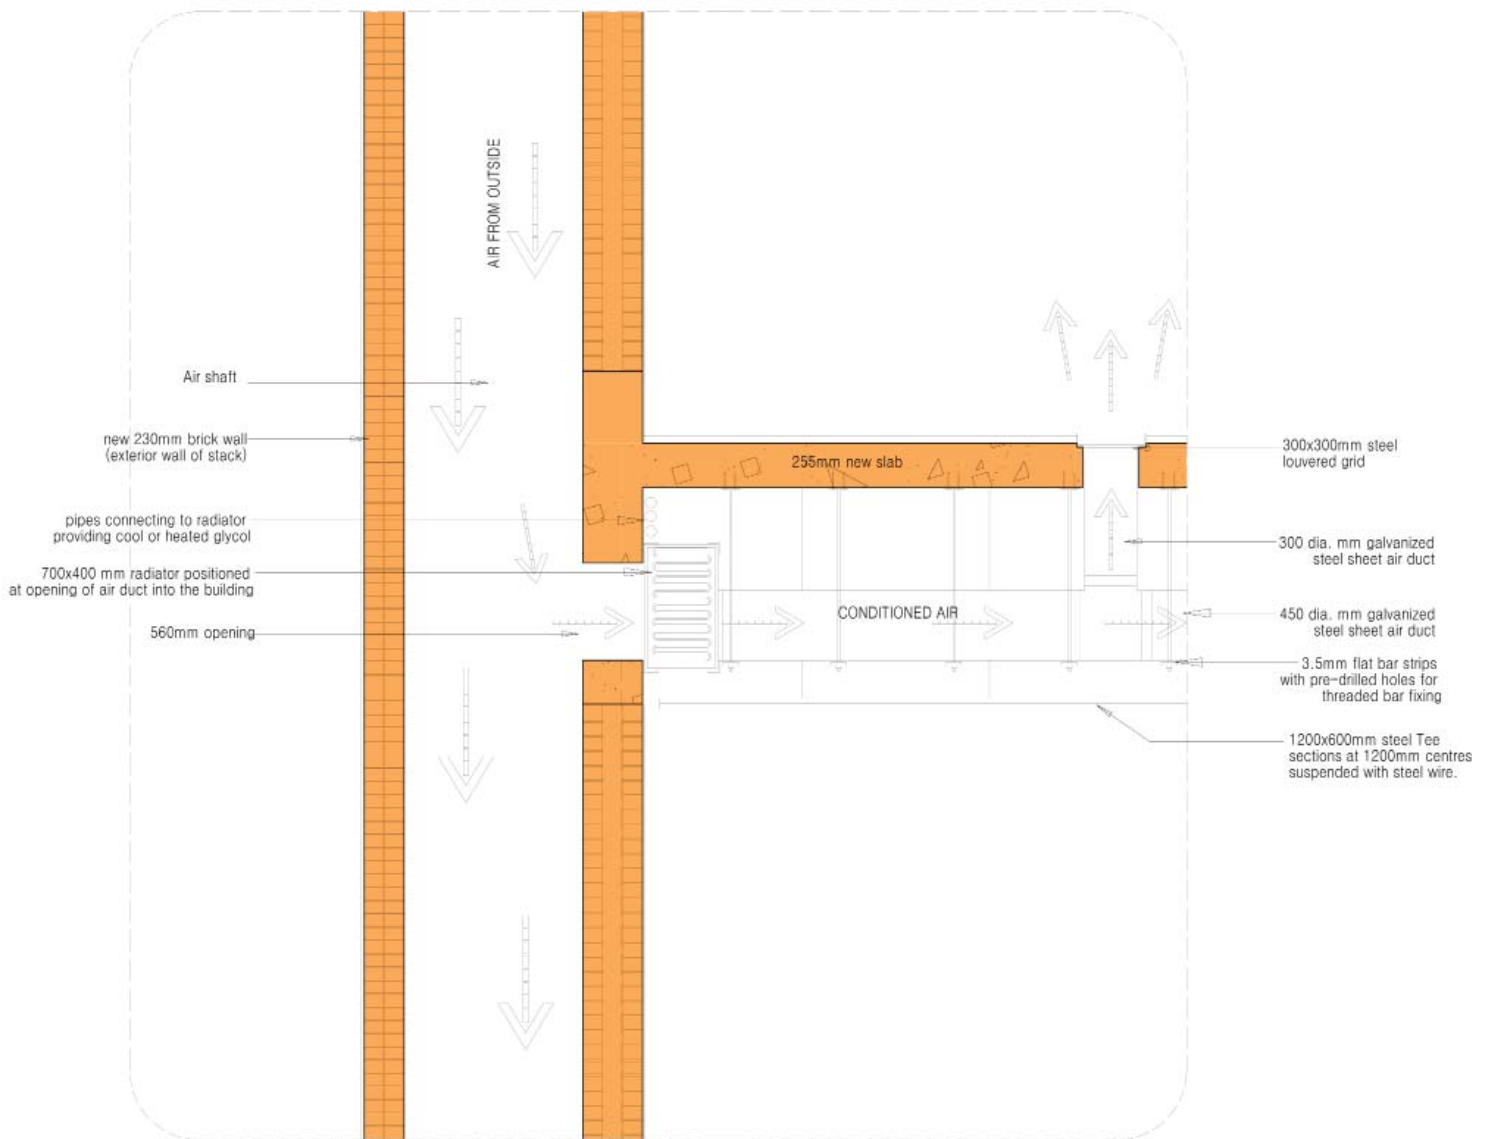 AIR FROM OUTSIDE
Air shaft
new 230mm brick wall
(exterior wall of stack)
255mm new slab
300x300mm steel
louvered grid
pipes connecting to radiator
providing cool or heated glycol
300 dia. mm galvanized
steel sheet air duct
700x400 mm radiator positioned
at opening of air duct into the building
CONDITIONED AIR
450 dia. mm galvanized
steel sheet air duct
560mm opening
3.5mm flat bar strips
with pre-drilled holes for
threaded bar fixing
1200x600mm steel Tee
sections at 1200mm centres
suspended with steel wire.